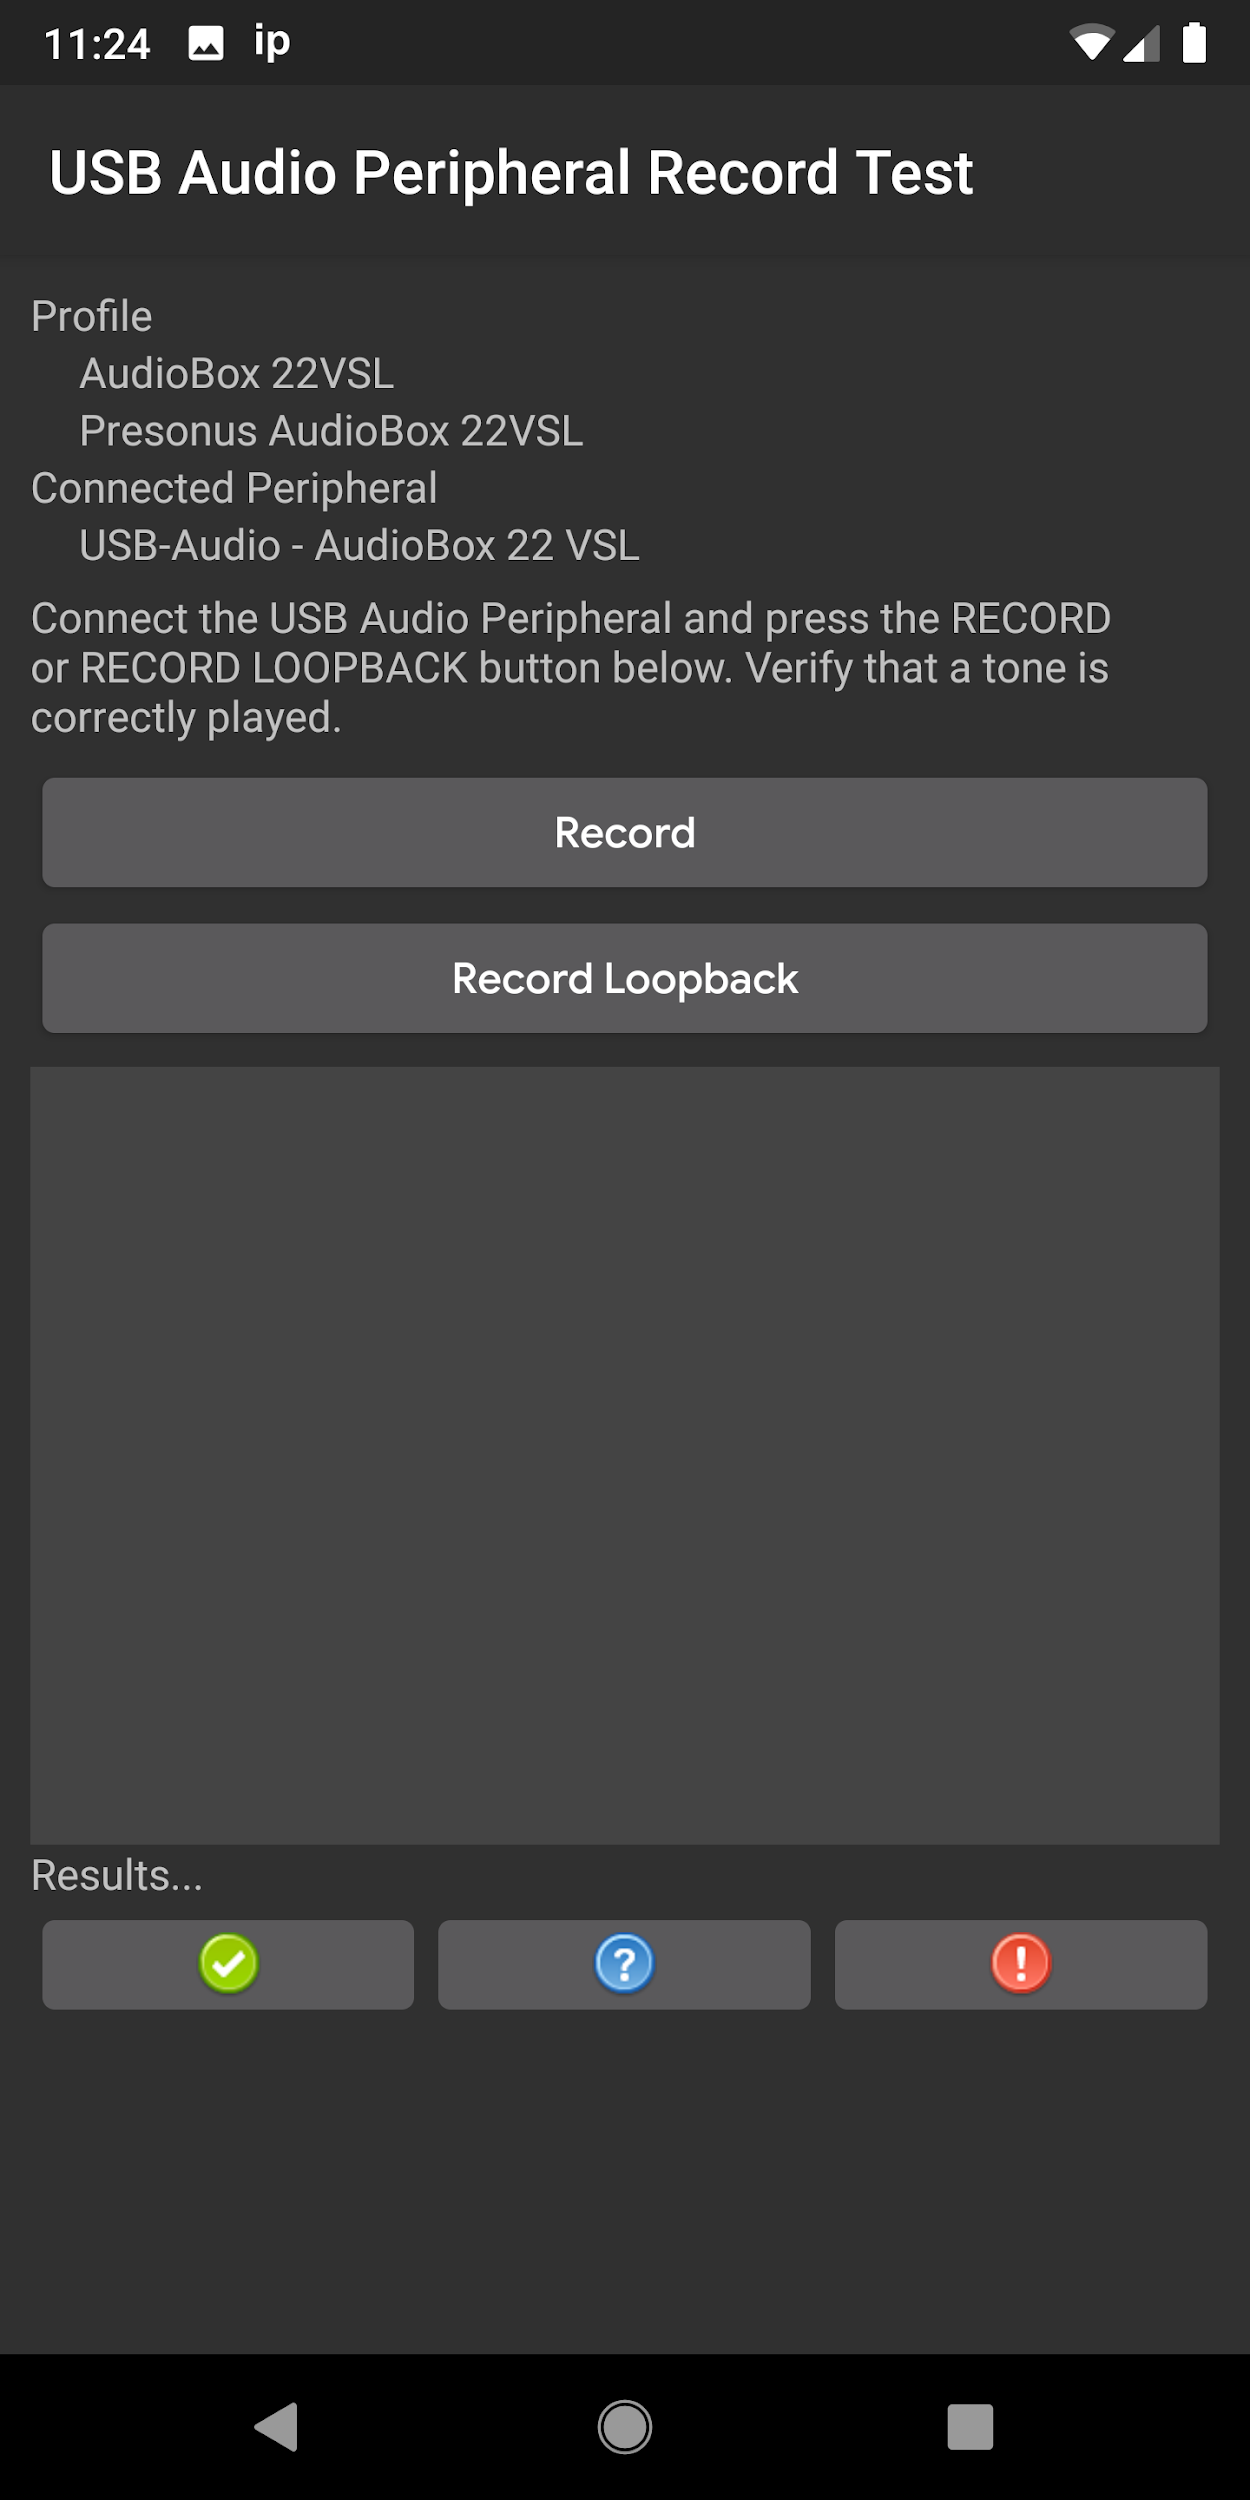 11:24 ip
USB Audio Peripheral Record Test
Profile
AudioBox 22VSL
Presonus AudioBox 22VSL
Connected Peripheral
USB-Audio - AudioBox 22 VSL
Connect the USB Audio Peripheral and press the RECORD
or RECORD LOOPBACK button below. Verify that a tone is
correctly played.
Record
Record Loopback
Results...